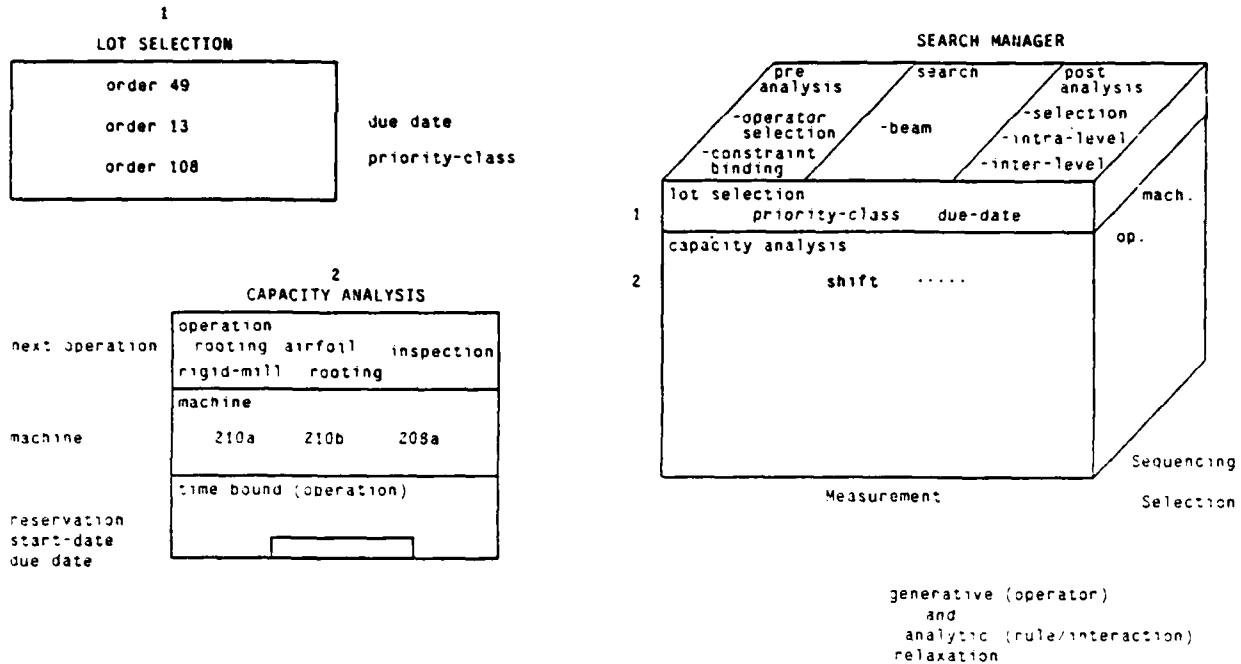 1
LOT SELECTION
order 49
order 13
order 108
due date
priority-class
2
CAPACITY ANALYSIS
next operation
operation
rooting airfoil inspection
rigid-mill rooting
machine
machine
210a 210b 208a
time bound (operation)
reservation
start-date
due date
SEARCH MANAGER
pre
analysis
-operator
selection
-constraint
binding
search
-beam
post
analysis
-selection
-intra-level
-inter-level
1
lot selection
priority-class due-date
2
capacity analysis
shift .....
mach.
op.
Measurement
Sequencing
Selection
generative (operator)
and
analytic (rule/interaction)
relaxation